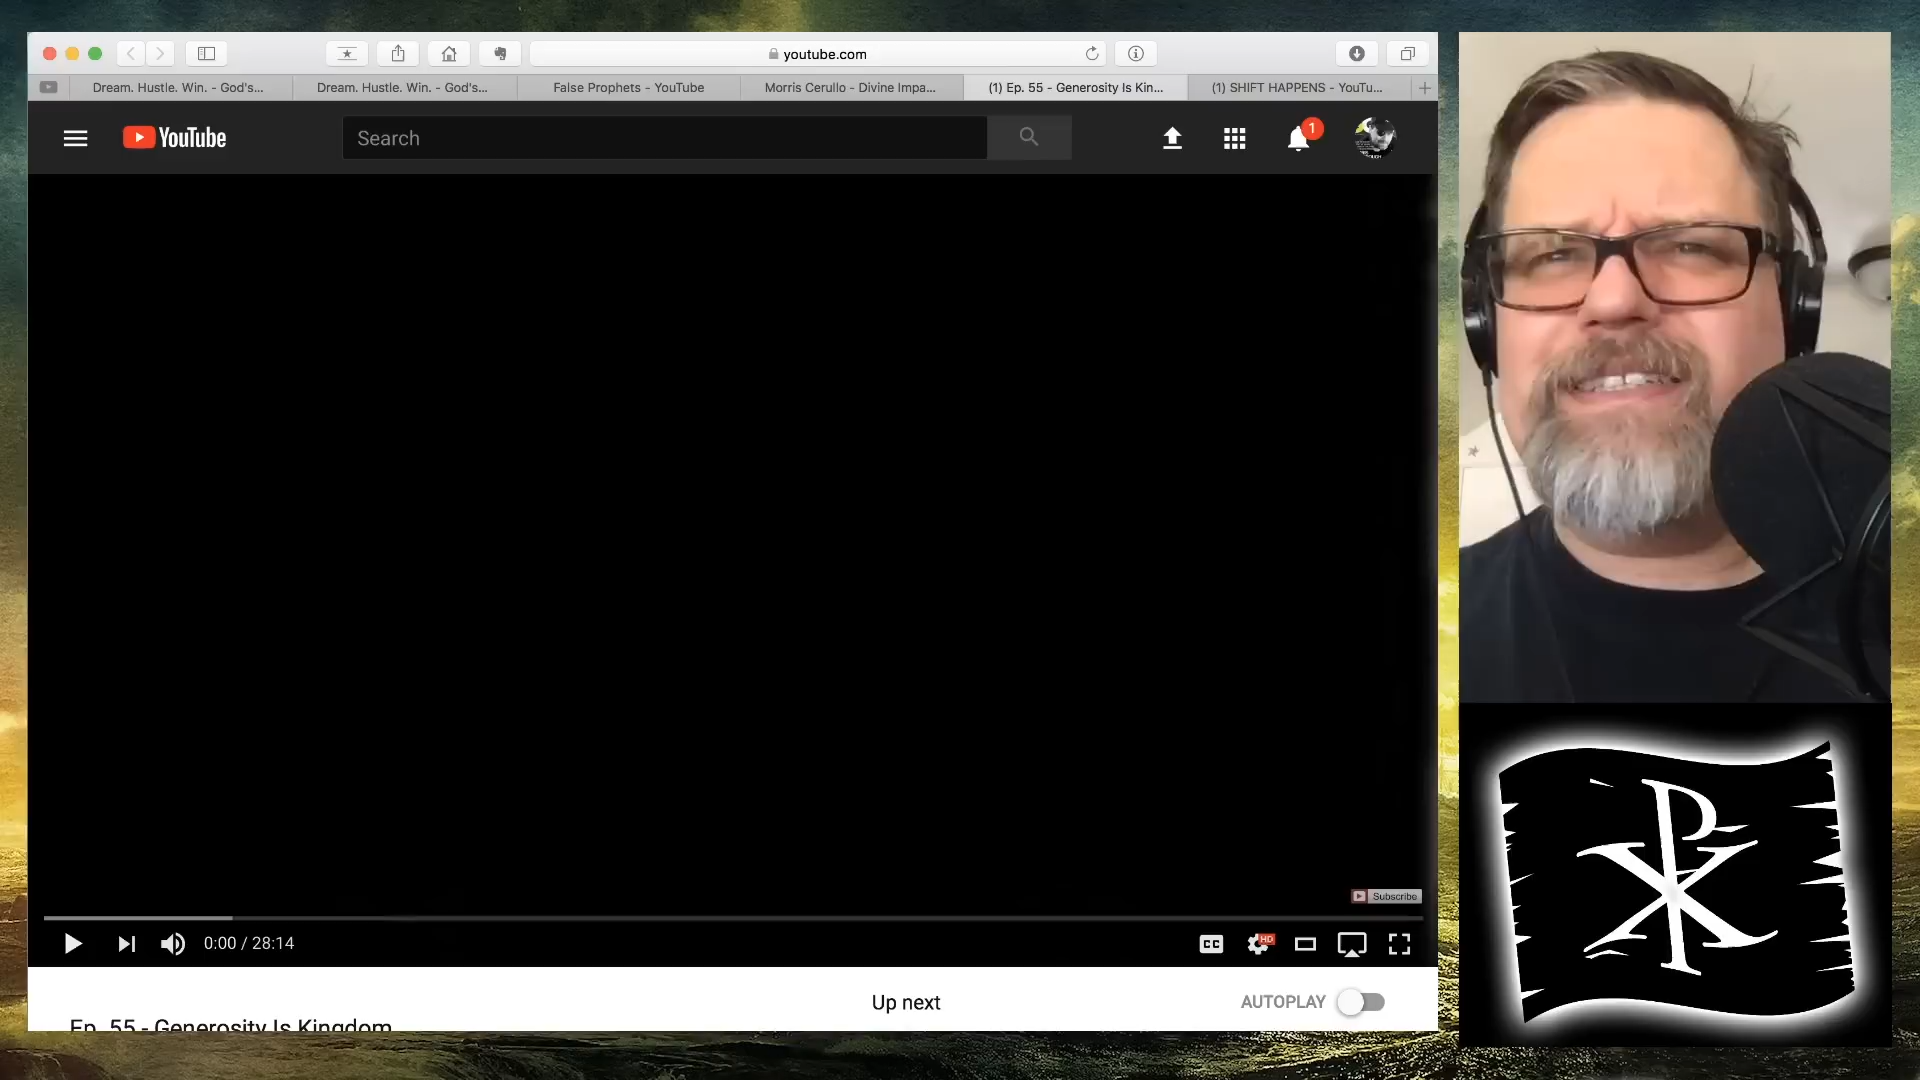 youtube.com
Dream. Hustle. Win. - God's...
Dream. Hustle. Win. - God's...
False Prophets - YouTube
Morris Cerullo - Divine Impa...
(1) Ep. 55 - Generosity Is Kin...
(1) SHIFT HAPPENS - YouTu...
YouTube
Search
1
Subscribe
0:00 / 28:14
CC
HD
Up next
AUTOPLAY
Ep. 55 - Generosity Is Kingdom